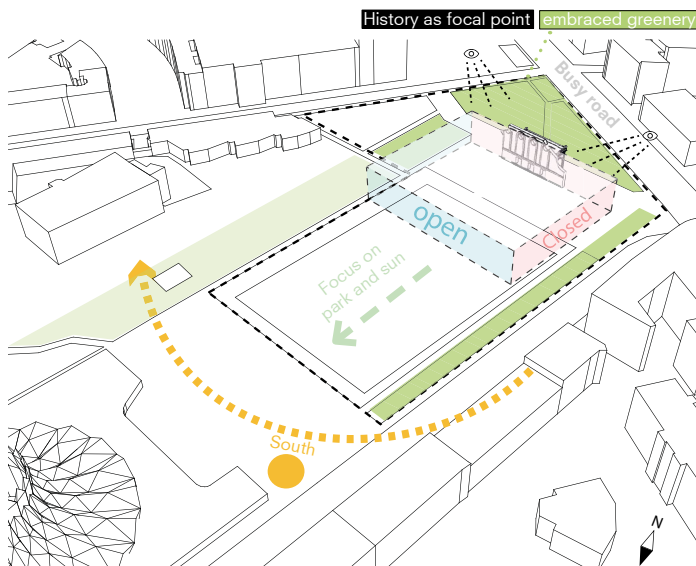 History as focal point
embraced greenery
Busy road
open
Closed
Focus on
park and sun
South
N